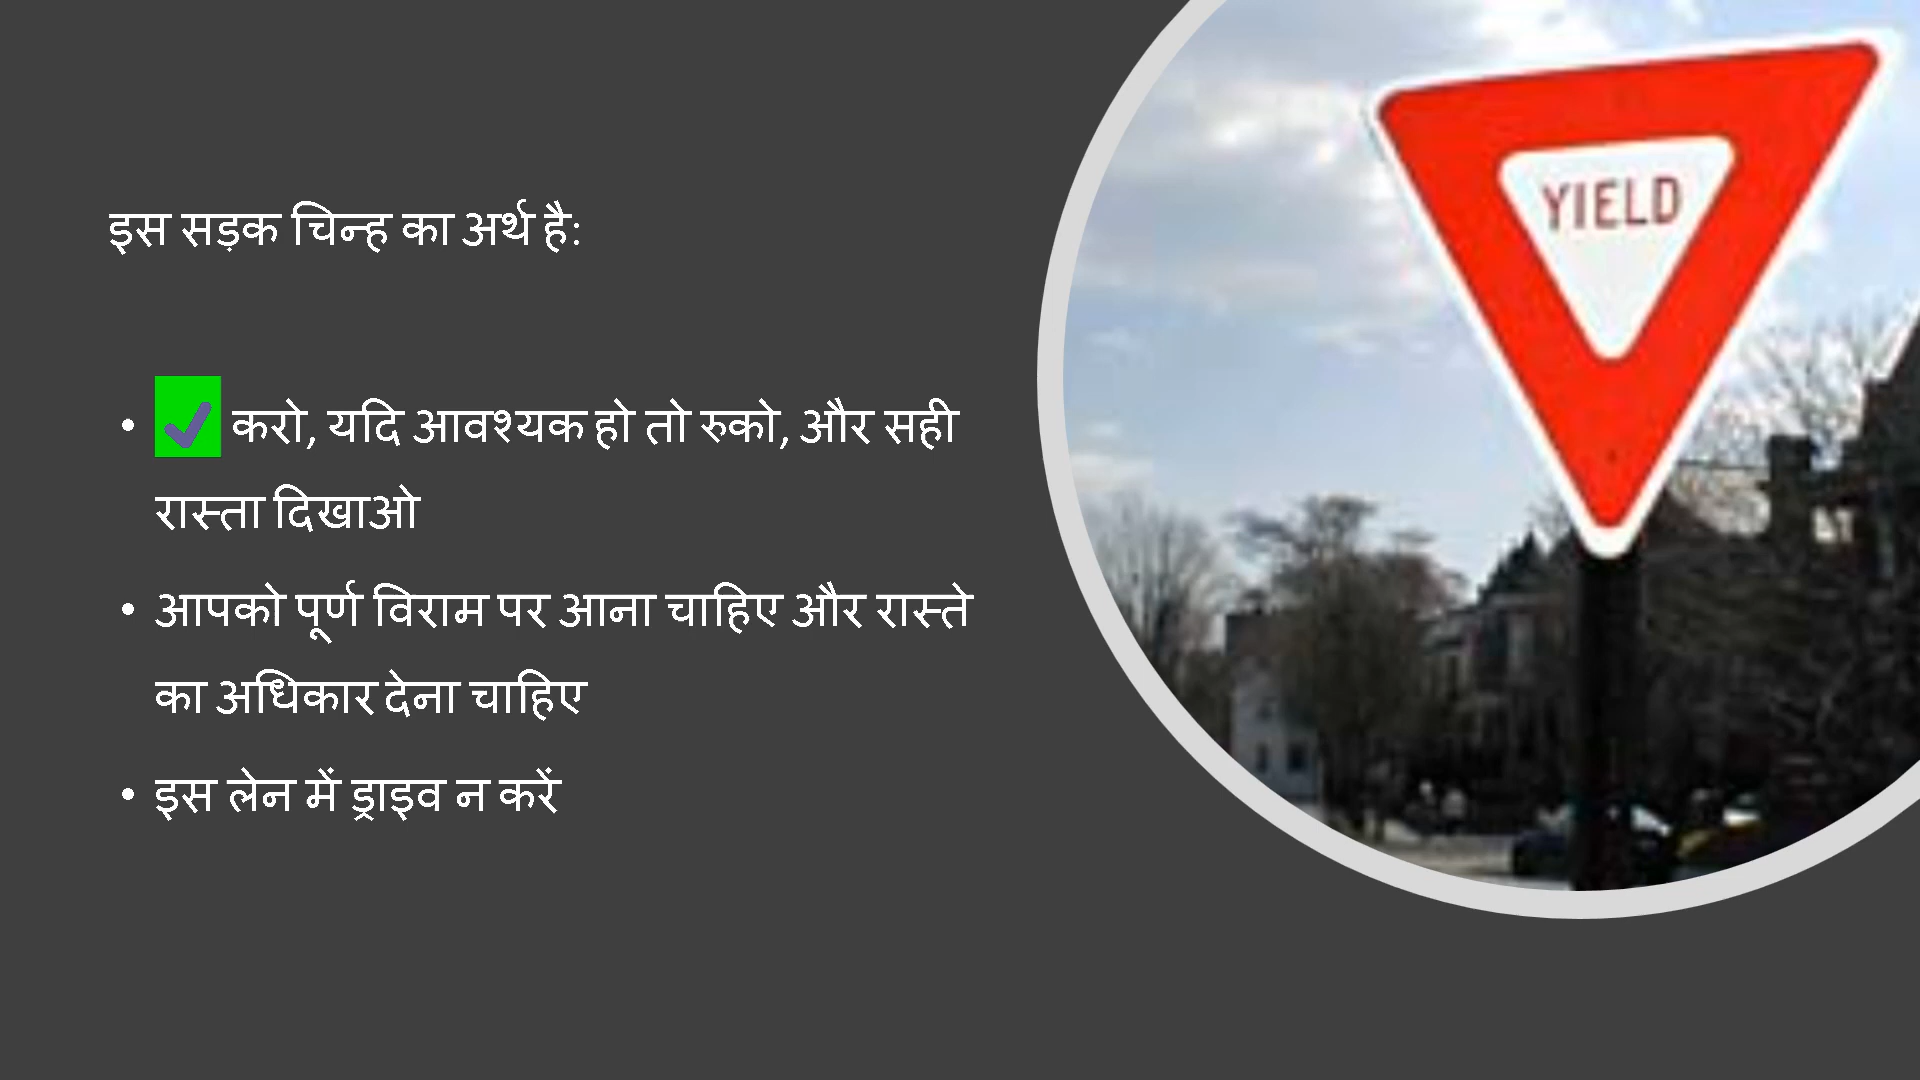 इस सड़क चिन्ह का अर्थ है:
• ✔ करो, यदि आवश्यक हो तो रुको, और सही
रास्ता दिखाओ
• आपको पूर्ण विराम पर आना चाहिए और रास्ते
का अधिकार देना चाहिए
• इस लेन में ड्राइव न करें
YIELD